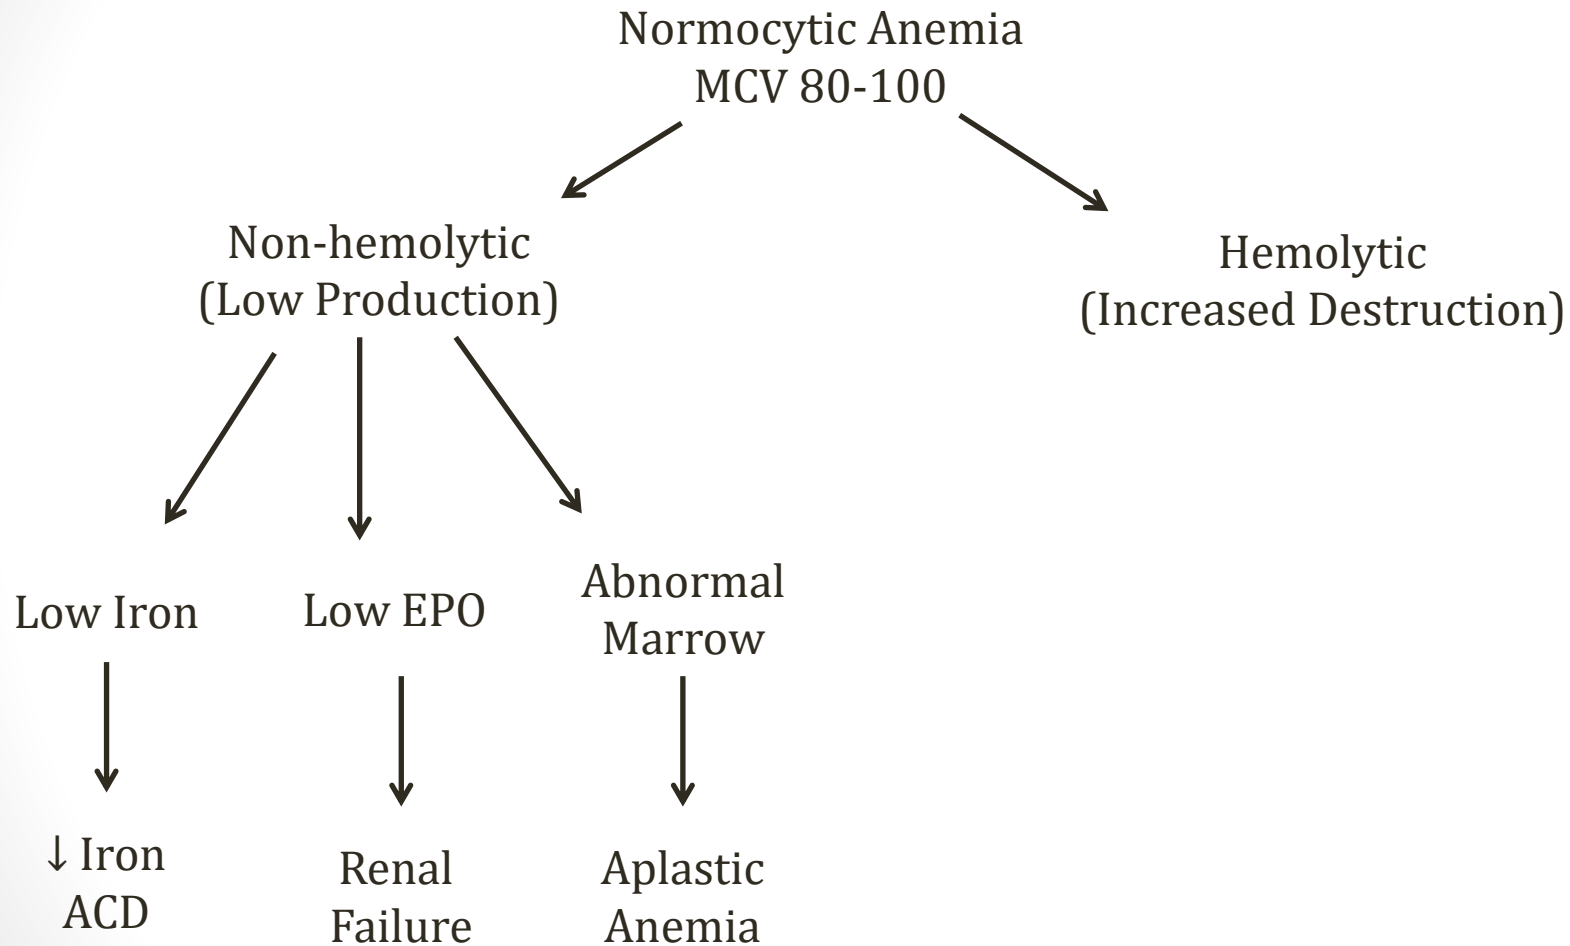 Normocytic Anemia
MCV 80-100
Non-hemolytic
(Low Production)
Hemolytic
(Increased Destruction)
Low Iron
Low EPO
Abnormal
Marrow
↓ Iron
ACD
Renal
Failure
Aplastic
Anemia